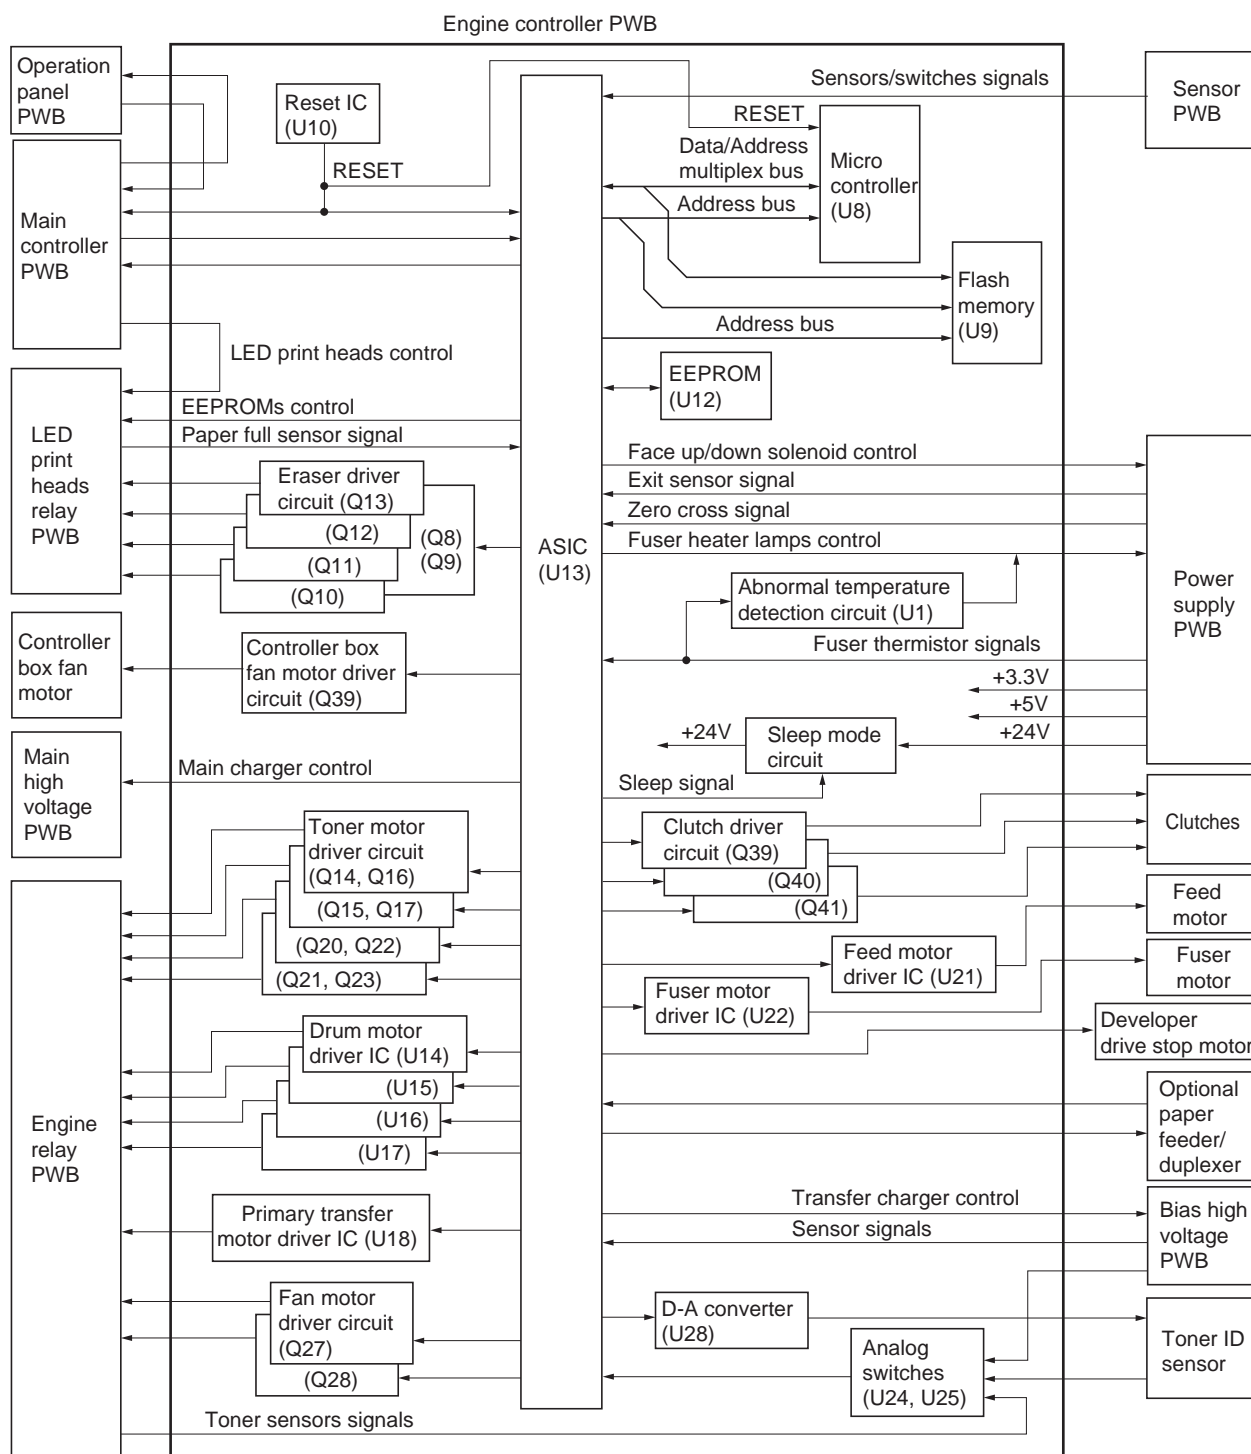 Engine controller PWB
Operation
panel
PWB
Main
controller
PWB
LED
print
heads
relay
PWB
Controller
box fan
motor
Main
high
voltage
PWB
Engine
relay
PWB
Reset IC
(U10)
RESET
LED print heads control
EEPROMs control
Paper full sensor signal
Eraser driver
circuit (Q13)
(Q12)
(Q11)
(Q10)
(Q8)
(Q9)
Controller box
fan motor driver
circuit (Q39)
Main charger control
Toner motor
driver circuit
(Q14, Q16)
(Q15, Q17)
(Q20, Q22)
(Q21, Q23)
Drum motor
driver IC (U14)
(U15)
(U16)
(U17)
Primary transfer
motor driver IC (U18)
Fan motor
driver circuit
(Q27)
(Q28)
Toner sensors signals
ASIC
(U13)
Sensors/switches signals
RESET
Data/Address
multiplex bus
Address bus
Micro
controller
(U8)
Flash
memory
(U9)
Address bus
EEPROM
(U12)
Face up/down solenoid control
Exit sensor signal
Zero cross signal
Fuser heater lamps control
Abnormal temperature
detection circuit (U1)
Fuser thermistor signals
+3.3V
+5V
+24V
Sleep mode
circuit
+24V
Sleep signal
Clutch driver
circuit (Q39)
(Q40)
(Q41)
Feed motor
driver IC (U21)
Fuser motor
driver IC (U22)
Transfer charger control
Sensor signals
D-A converter
(U28)
Analog
switches
(U24, U25)
Sensor
PWB
Power
supply
PWB
Clutches
Feed
motor
Fuser
motor
Developer
drive stop motor
Optional
paper
feeder/
duplexer
Bias high
voltage
PWB
Toner ID
sensor